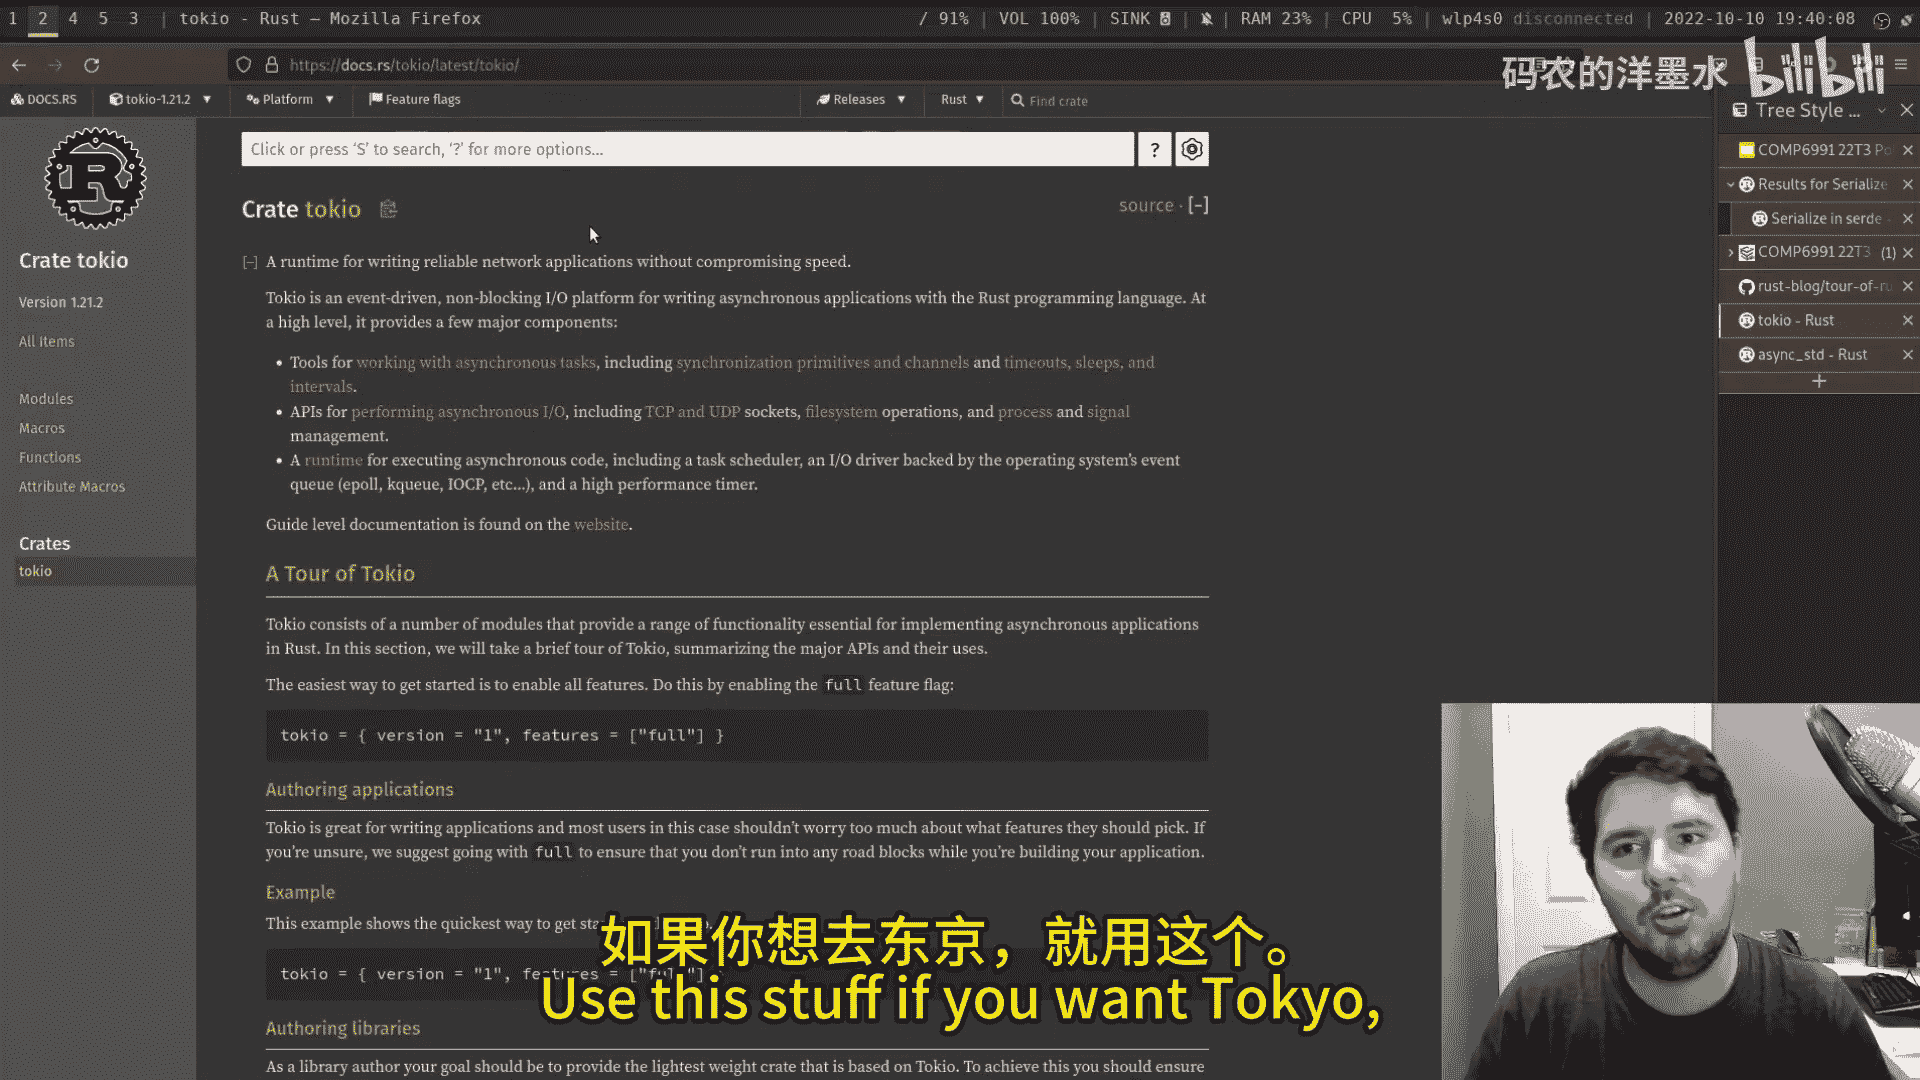 1 2 4 5 3 | tokio - Rust — Mozilla Firefox
/ 91% | VOL 100% | SINK | RAM 23% | CPU 5% | wlp4s0 disconnected | 2022-10-10 19:40:08
https://docs.rs/tokio/latest/tokio/
码农的洋墨水 bilibili
DOCS.RS tokio-1.21.2 Platform Feature flags Releases Rust Find crate
Tree Style ...
COMP6991 22T3 Po
Results for Serialize
Serialize in serde -
COMP6991 22T3 (1)
rust-blog/tour-of-ru
tokio - Rust
async_std - Rust
Crate tokio
Version 1.21.2
All Items
Modules
Macros
Functions
Attribute Macros
Crates
tokio
Click or press ‘S’ to search, ‘?’ for more options...
?
Crate tokio
source · [−]
[−] A runtime for writing reliable network applications without compromising speed.
Tokio is an event-driven, non-blocking I/O platform for writing asynchronous applications with the Rust programming language. At
a high level, it provides a few major components:
• Tools for working with asynchronous tasks, including synchronization primitives and channels and timeouts, sleeps, and
intervals.
• APIs for performing asynchronous I/O, including TCP and UDP sockets, filesystem operations, and process and signal
management.
• A runtime for executing asynchronous code, including a task scheduler, an I/O driver backed by the operating system’s event
queue (epoll, kqueue, IOCP, etc…), and a high performance timer.
Guide level documentation is found on the website.
A Tour of Tokio
Tokio consists of a number of modules that provide a range of functionality essential for implementing asynchronous applications
in Rust. In this section, we will take a brief tour of Tokio, summarizing the major APIs and their uses.
The easiest way to get started is to enable all features. Do this by enabling the full feature flag:
tokio = { version = "1", features = ["full"] }
Authoring applications
Tokio is great for writing applications and most users in this case shouldn’t worry too much about what features they should pick. If
you’re unsure, we suggest going with full to ensure that you don’t run into any road blocks while you’re building your application.
Example
This example shows the quickest way to get
tokio = { version = "1", features = ["full"]
Authoring libraries
As a library author your goal should be to provide the lightest weight crate that is based on Tokio. To achieve this you should ensure
如果你想去东京，就用这个。
Use this stuff if you want Tokyo,